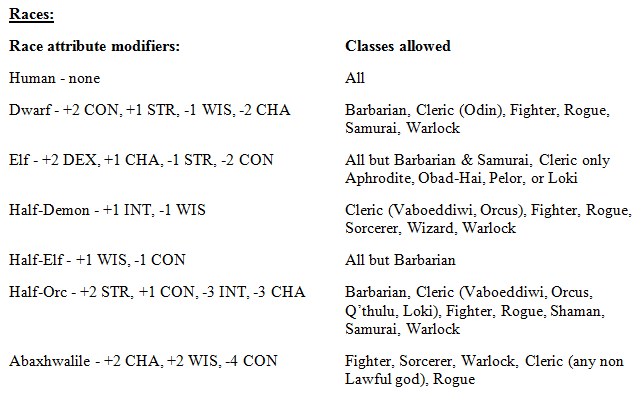 Races:
Race attribute modifiers: Classes allowed
Human - none All
Dwarf - +2 CON, +1 STR, -1 WIS, -2 CHA Barbarian, Cleric (Odin), Fighter, Rogue,
Samurai, Warlock
Elf - +2 DEX, +1 CHA, -1 STR, -2 CON All but Barbarian & Samurai, Cleric only
Aphrodite, Obad-Hai, Pelor, or Loki
Half-Demon - +1 INT, -1 WIS Cleric (Vaboeddiwi, Orcus), Fighter, Rogue,
Sorcerer, Wizard, Warlock
Half-Elf - +1 WIS, -1 CON All but Barbarian
Half-Orc - +2 STR, +1 CON, -3 INT, -3 CHA Barbarian, Cleric (Vaboeddiwi, Orcus,
Q’thulu, Loki), Fighter, Rogue, Shaman,
Samurai, Warlock
Abaxhwalile - +2 CHA, +2 WIS, -4 CON Fighter, Sorcerer, Warlock, Cleric (any non
Lawful god), Rogue